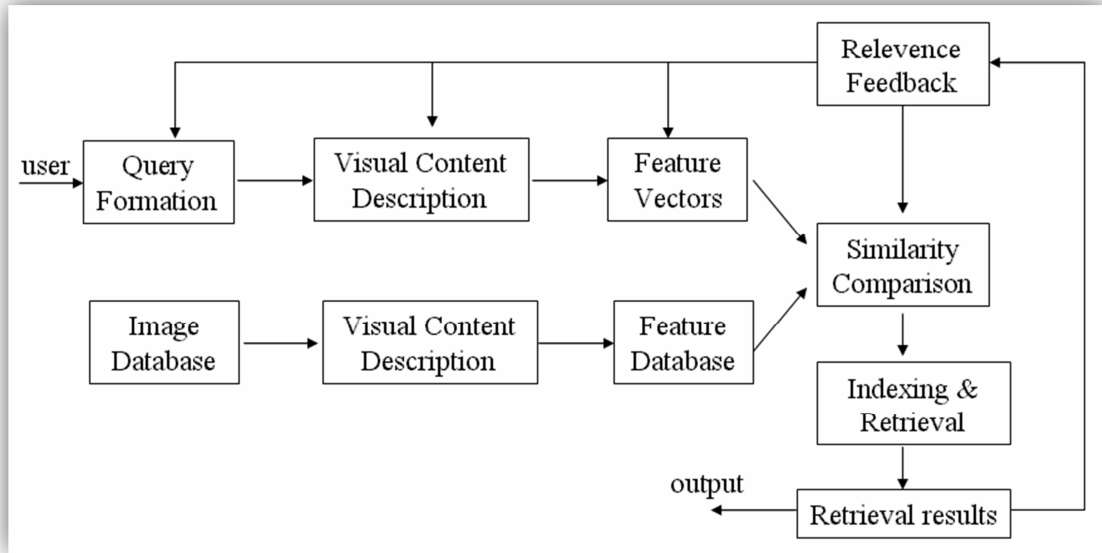 Relevence
Feedback
user
Query
Formation
Visual Content
Description
Feature
Vectors
Similarity
Comparison
Image
Database
Visual Content
Description
Feature
Database
Indexing &
Retrieval
output
Retrieval results